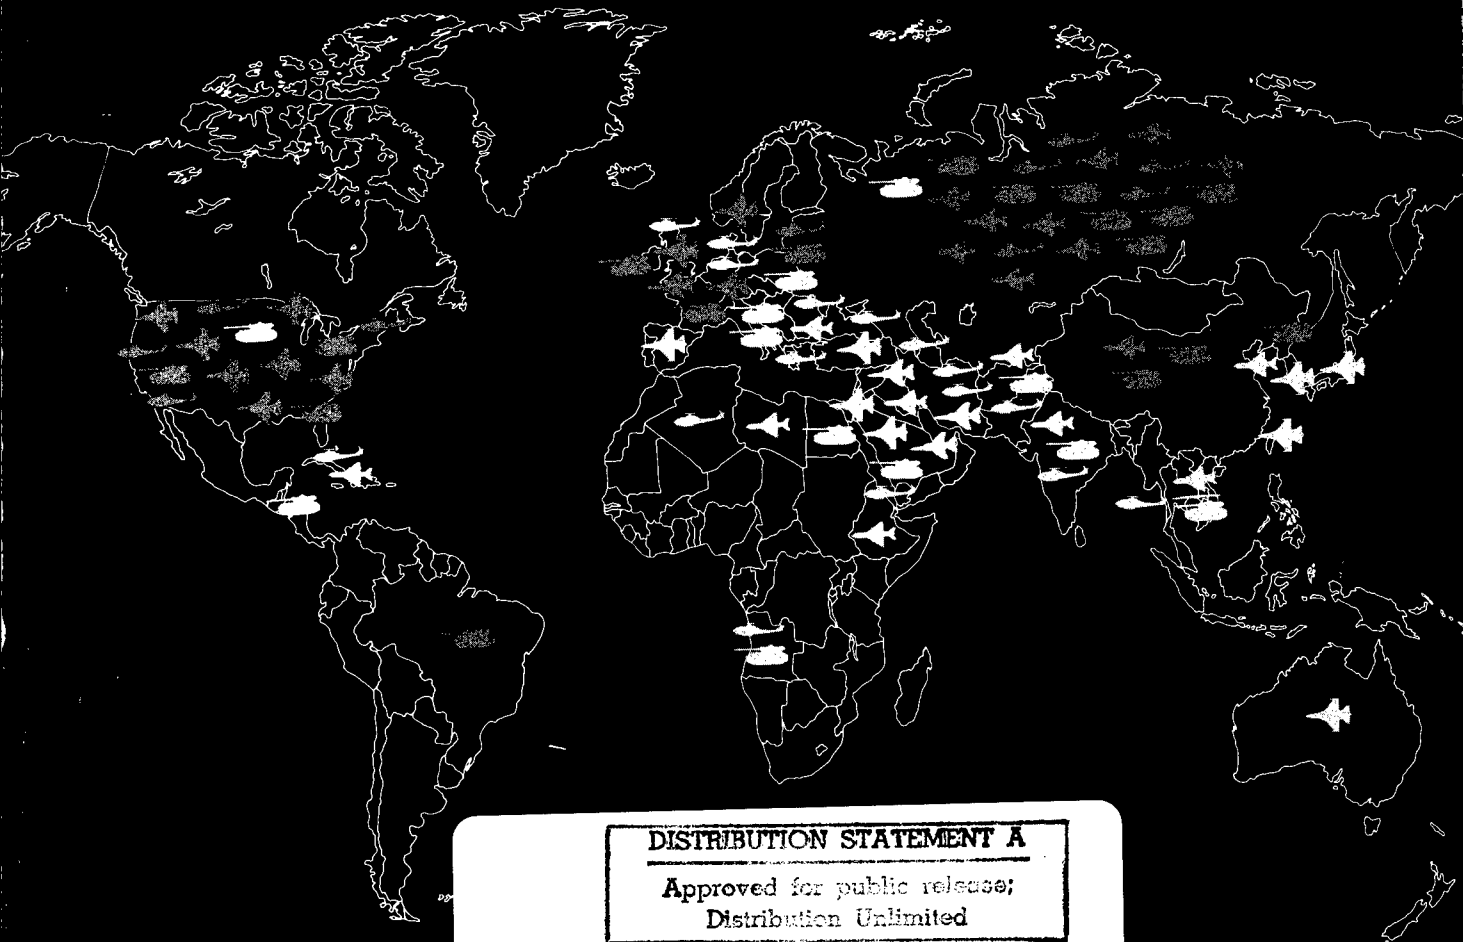 DISTRIBUTION STATEMENT A
Approved for public release;
Distribution Unlimited